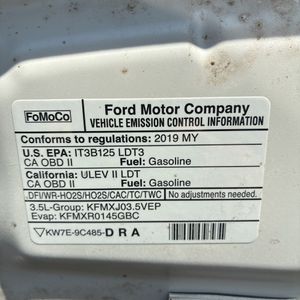 FoMoCo
Ford Motor Company
VEHICLE EMISSION CONTROL INFORMATION
Conforms to regulations: 2019 MY
U.S. EPA: IT3B125 LDT3
CA OBD II Fuel: Gasoline
California: ULEV II LDT
CA OBD II Fuel: Gasoline
DFI/WR-HO2S/HO2S/CAC/TC/TWC No adjustments needed.
3.5L-Group: KFMXJ03.5VEP
Evap: KFMXR0145GBC
KW7E-9C485-DRA